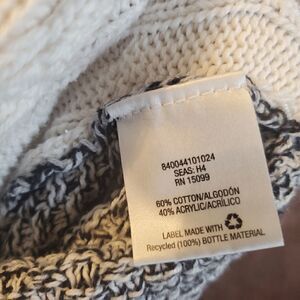 840044101024
SEAS: H4
RN 15099
60% COTTON/ALGODÓN
40% ACRYLIC/ACRÍLICO
LABEL MADE WITH
Recycled (100%) BOTTLE MATERIAL